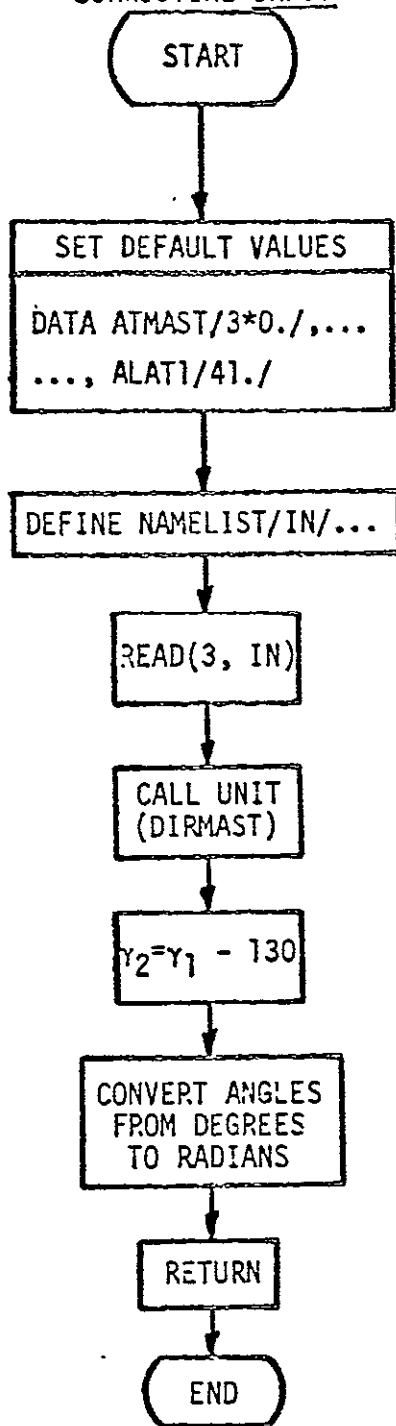 START
SET DEFAULT VALUES
DATA ATMAST/3*0./,...
..., ALAT1/41./
DEFINE NAMELIST/IN/...
READ(3, IN)
CALL UNIT
(DIRMAST)
γ2=γ1 - 130
CONVERT ANGLES
FROM DEGREES
TO RADIANS
RETURN
END